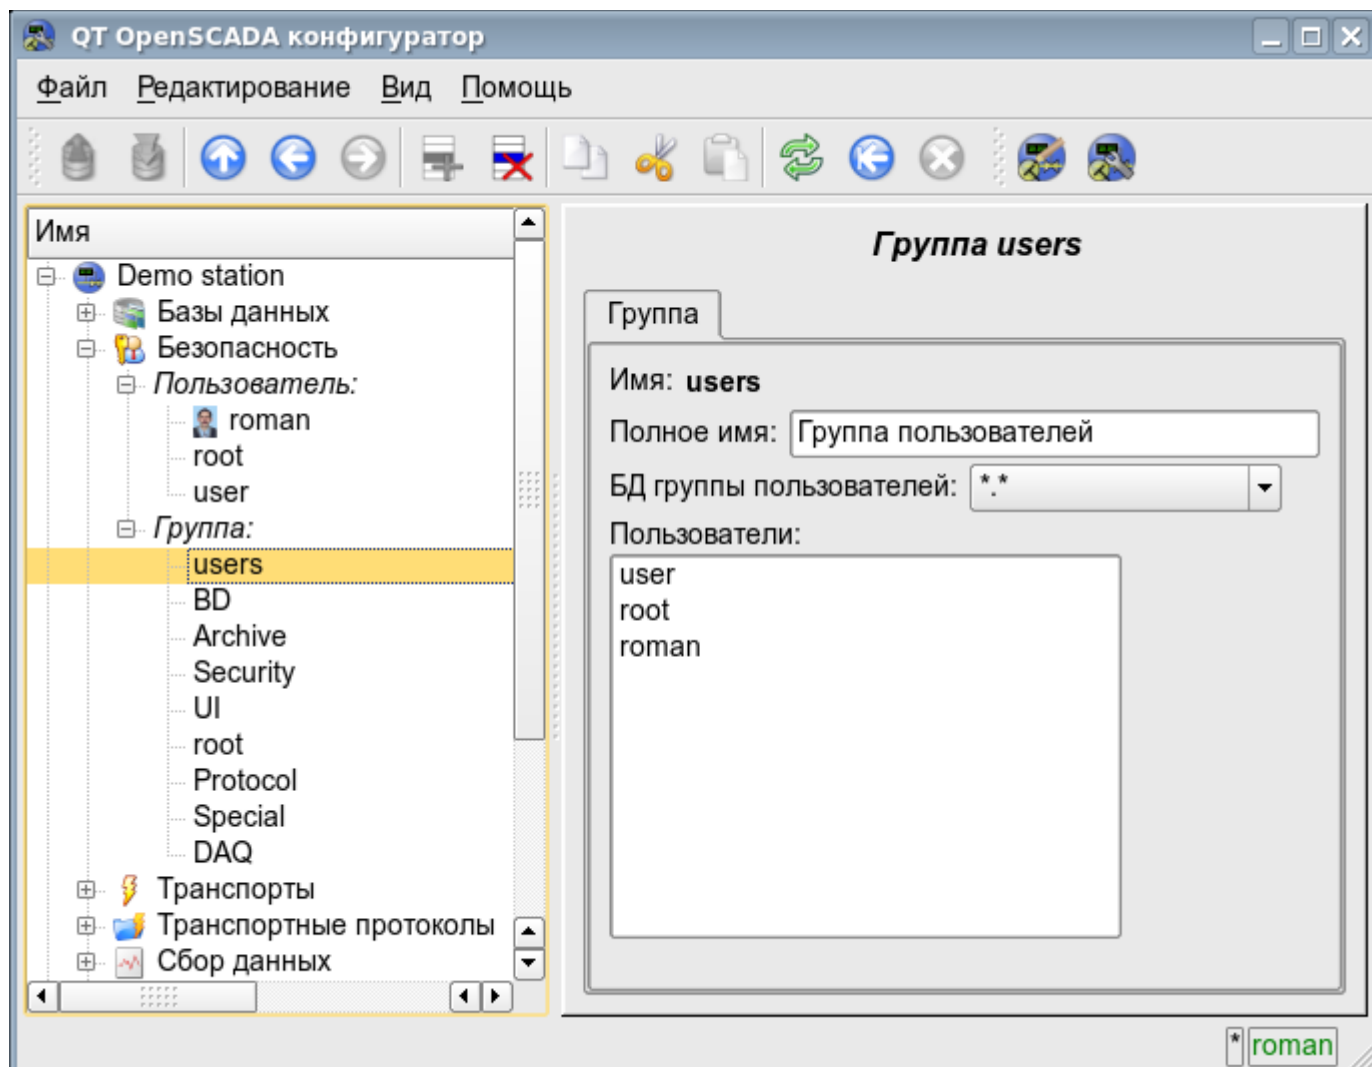 QT OpenSCADA конфигуратор
Файл Редактирование Вид Помощь
Имя
Demo station
Базы данных
Безопасность
Пользователь:
roman
root
user
Группа:
users
BD
Archive
Security
UI
root
Protocol
Special
DAQ
Транспорты
Транспортные протоколы
Сбор данных
Группа users
Группа
Имя: users
Полное имя: Группа пользователей
БД группы пользователей: *.*
Пользователи:
user
root
roman
* roman